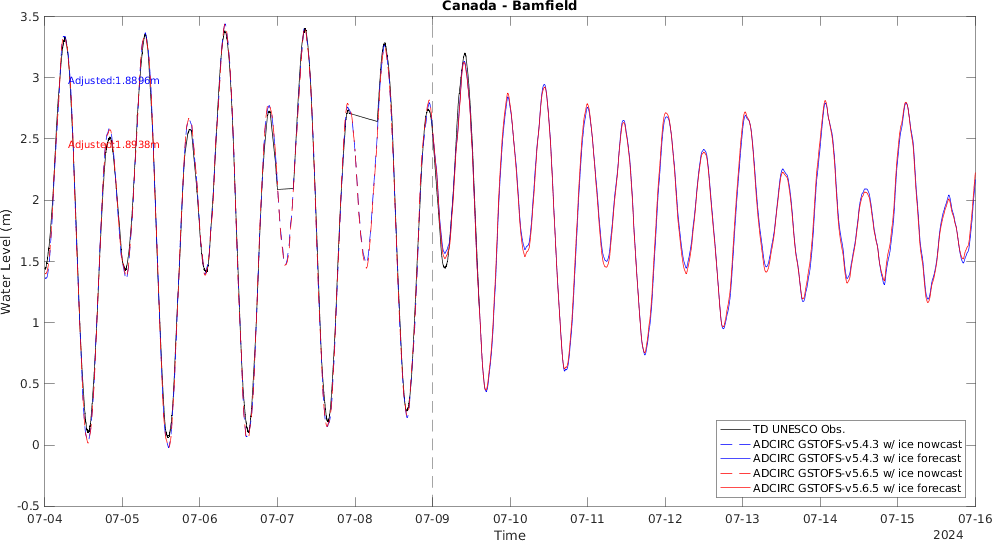 Canada - Bamfield
3.5
3
2.5
2
1.5
1
0.5
0
-0.5
Water Level (m)
Adjusted:1.8896m
Adjusted:1.8938m
TD UNESCO Obs.
ADCIRC GSTOFS-v5.4.3 w/ ice nowcast
ADCIRC GSTOFS-v5.4.3 w/ ice forecast
ADCIRC GSTOFS-v5.6.5 w/ ice nowcast
ADCIRC GSTOFS-v5.6.5 w/ ice forecast
07-04 07-05 07-06 07-07 07-08 07-09 07-10 07-11 07-12 07-13 07-14 07-15 07-16
Time
2024